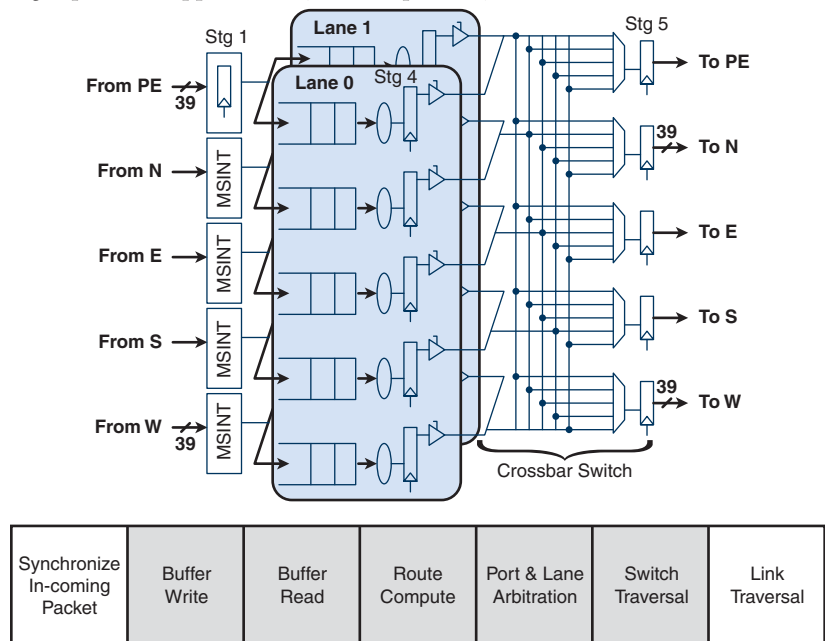 Stg 1
Lane 1
Stg 5
Lane 0
Stg 4
From PE
39
To PE
From N
MSINT
39
To N
From E
MSINT
To E
From S
MSINT
To S
From W
39
MSINT
39
To W
Crossbar Switch
Synchronize
In-coming
Packet
Buffer
Write
Buffer
Read
Route
Compute
Port & Lane
Arbitration
Switch
Traversal
Link
Traversal